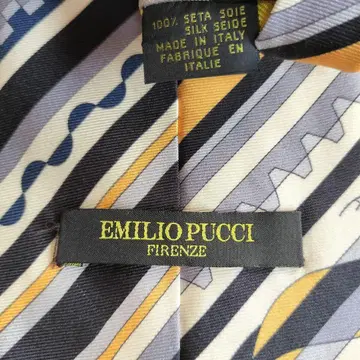 100% SETA SOIE
SILK SEIDE
MADE IN ITALY
FABRIQUE EN
ITALIE
EMILIO PUCCI
FIRENZE